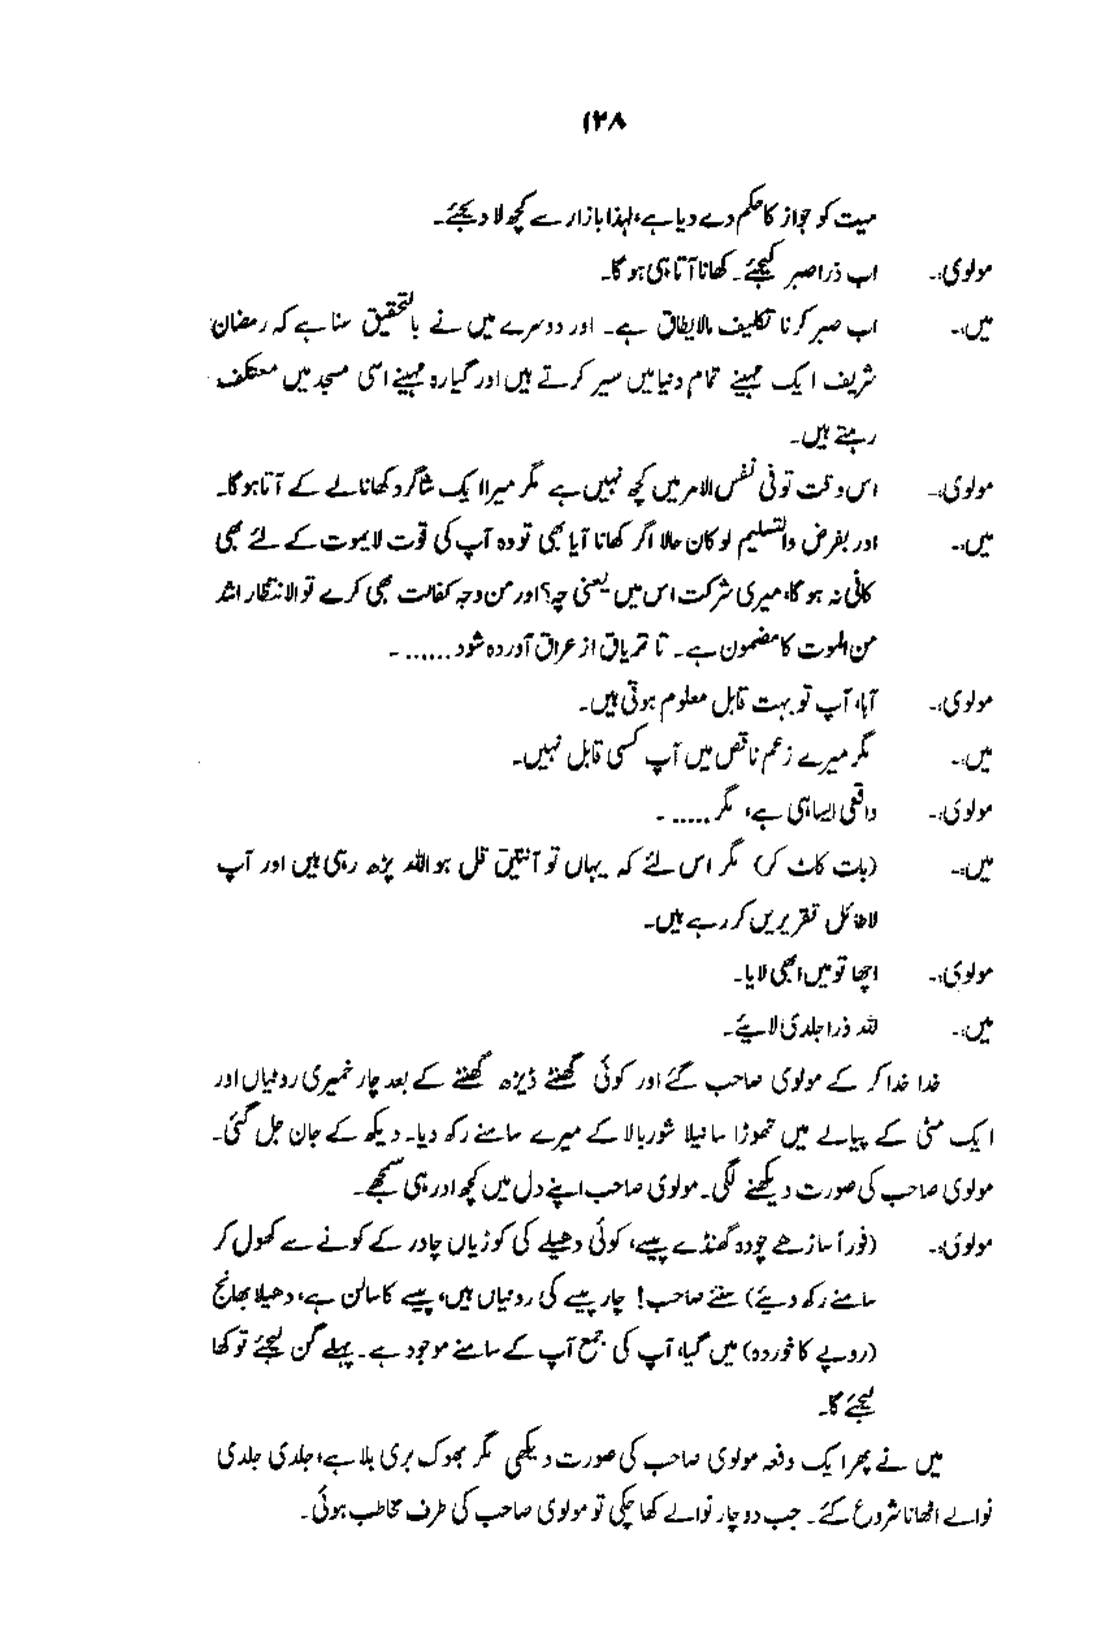 ۱۲۸
میت کو جواز کا حکم دے دیا ہے، لہٰذا بازار سے کچھ لا دیجئے۔
مولوی:۔ اب ذرا صبر کیجئے۔ کھانا آتا ہی ہو گا۔
میں:۔ اب صبر کرنا تکلیف مالایطاق ہے۔ اور دوسرے میں نے بالتحقیق سنا ہے کہ رمضان
شریف ایک مہینے تمام دنیا میں سیر کرتے ہیں اور گیارہ مہینے اسی مسجد میں معتکف
رہتے ہیں۔
مولوی:۔ اس وقت تو فی نفس الامر میں کچھ نہیں ہے مگر میرا ایک شاگرد کھانا لے کے آتا ہو گا۔
میں:۔ اور بفرض والتسلیم لوکان حالا اگر کھانا آیا بھی تو وہ آپ کی قوت لایموت کے لئے بھی
کافی نہ ہو گا، میری شرکت اس میں یعنی چہ؟ اور من وجہ کفالت بھی کرے تو الانتظار اشد
من الموت کا مضمون ہے۔ تا تریاق از عراق آوردہ شود ......۔
مولوی:۔ آہا، آپ تو بہت قابل معلوم ہوتی ہیں۔
میں:۔ مگر میرے زعم ناقص میں آپ کسی قابل نہیں۔
مولوی:۔ واقعی ایسا ہی ہے، مگر .....۔
میں:۔ (بات کاٹ کر) مگر اس لئے کہ یہاں تو آنتیں قل ہو اللہ پڑھ رہی ہیں اور آپ
لاطائل تقریریں کر رہے ہیں۔
مولوی:۔ اچھا تو میں ابھی لایا۔
میں:۔ للہ ذرا جلدی لایئے۔
خدا خدا کر کے مولوی صاحب گئے اور کوئی گھنٹے ڈیڑھ گھنٹے کے بعد چار خمیری روٹیاں اور
ایک مٹی کے پیالے میں تھوڑا سا نیلا شوربا لا کے میرے سامنے رکھ دیا۔ دیکھ کے جان جل گئی۔
مولوی صاحب کی صورت دیکھنے لگی۔ مولوی صاحب اپنے دل میں کچھ اور ہی سمجھے۔
مولوی:۔ (فوراً ساڑھے چودہ گنڈے پیسے، کوئی دھیلے کی کوڑیاں چادر کے کونے سے کھول کر
سامنے رکھ دیئے) سنئے صاحب! چار پیسے کی روٹیاں ہیں، پیسے کا سالن ہے، دھیلا بھانج
(روپے کا خوردہ) میں گیا، آپ کی جمع آپ کے سامنے موجود ہے۔ پہلے گن لیجئے تو کھا
لیجئے گا۔
میں نے پھر ایک دفعہ مولوی صاحب کی صورت دیکھی مگر بھوک بری بلا ہے، جلدی جلدی
نوالے اٹھانا شروع کئے۔ جب دو چار نوالے کھا چکی تو مولوی صاحب کی طرف مخاطب ہوئی۔